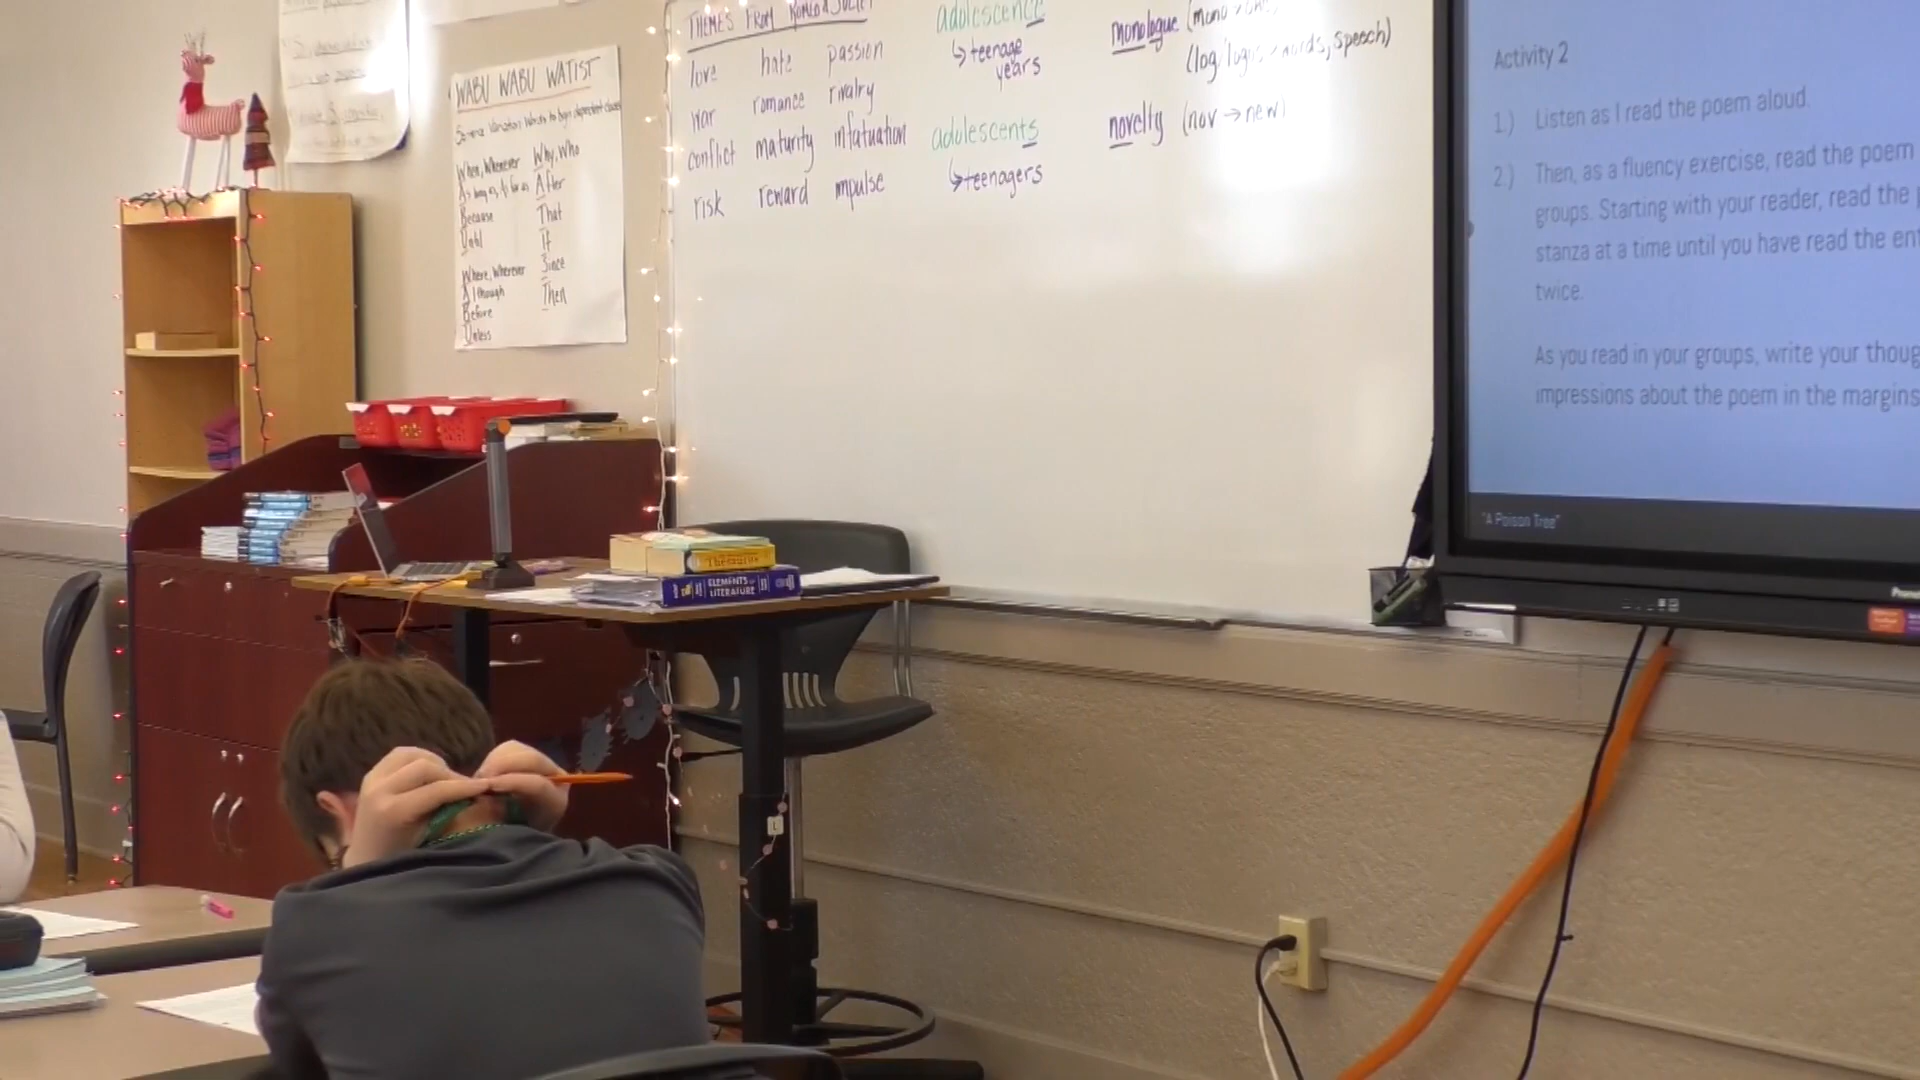 WABU WABU WATIST
When, Whenever
Because
Until
Where, Wherever
Although
Before
Unless
Why, Who
After
That
If
Since
Then
THEMES FROM ROMEO & JULIET
love hate passion
war romance rivalry
conflict maturity infatuation
risk reward impulse
adolescence
↳ teenage
years
adolescents
↳ teenagers
monologue (mono →
(log/logus → words, speech)
novelty (nov → new)
Activity 2
1.) Listen as I read the poem aloud.
2.) Then, as a fluency exercise, read the poem
groups. Starting with your reader, read the
stanza at a time until you have read the
twice.
As you read in your groups, write your
impressions about the poem in the margins
"A Poison Tree"
Thesaurus
ELEMENTS of
LITERATURE